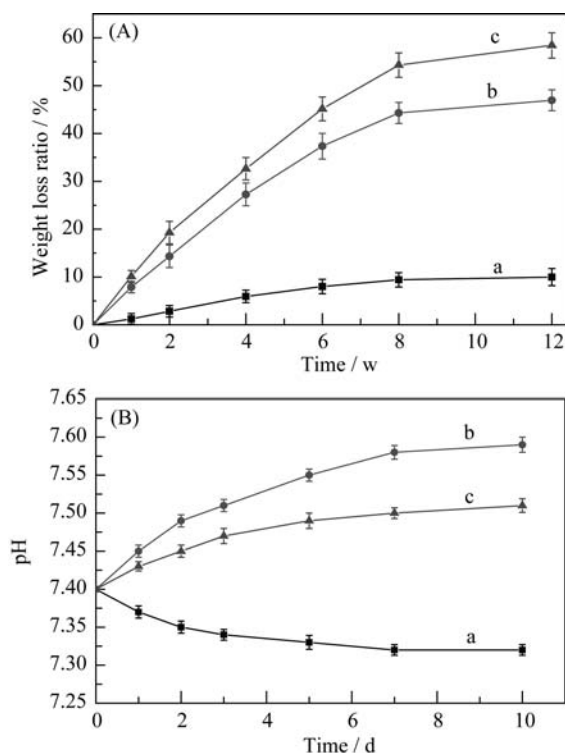 (A)
60
50
40
30
20
10
0
Weight loss ratio / %
c
b
a
0 2 4 6 8 10 12
Time / w
(B)
7.65
7.60
7.55
7.50
7.45
7.40
7.35
7.30
7.25
pH
b
c
a
0 2 4 6 8 10
Time / d